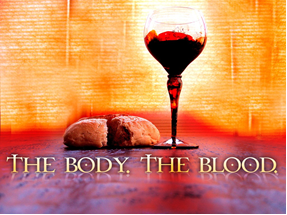 THE BODY. THE BLOOD.